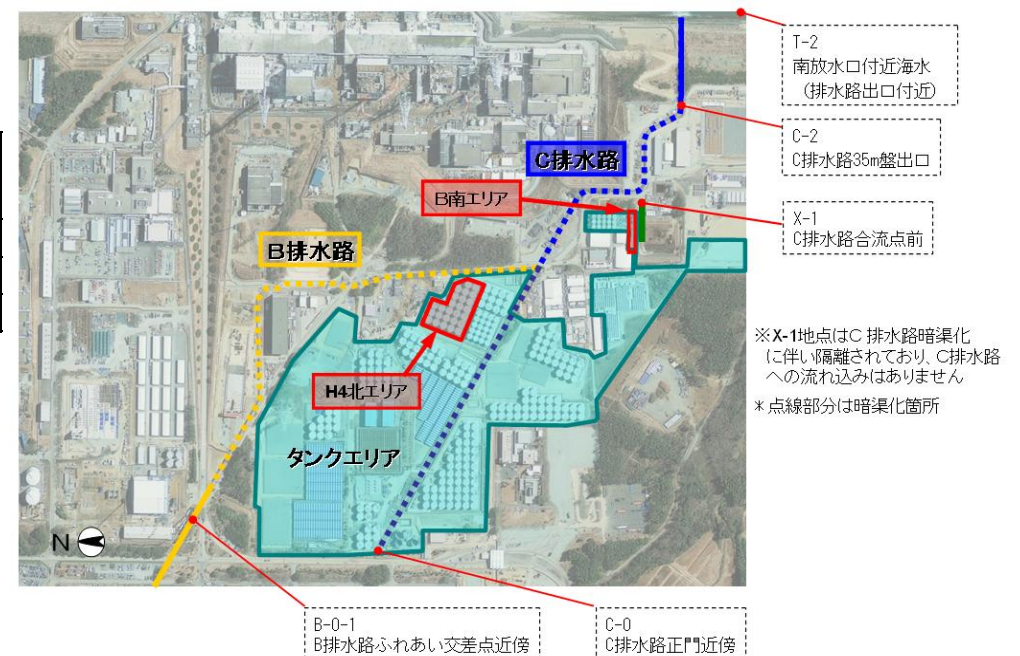 T-2
南放水口付近海水
（排水路出口付近）
C-2
C排水路35m盤出口
C排水路
B南エリア
X-1
C排水路合流点前
B排水路
※X-1地点はC 排水路暗渠化
に伴い隔離されており、C排水路
への流れ込みはありません
＊点線部分は暗渠化箇所
H4北エリア
タンクエリア
N
B-0-1
B排水路ふれあい交差点近傍
C-0
C排水路正門近傍